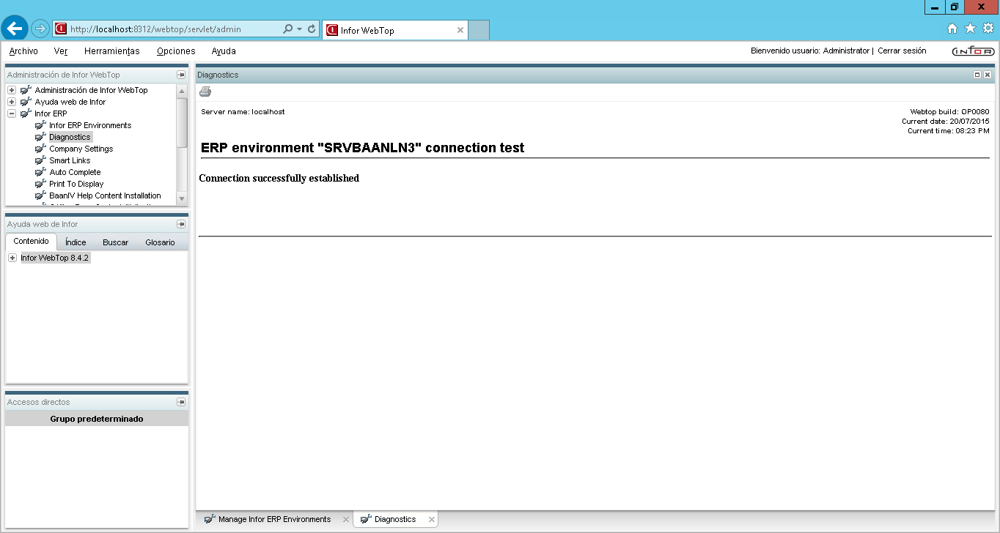 http://localhost:8312/webtop/servlet/admin
Infor WebTop
Archivo Ver Herramientas Opciones Ayuda
Bienvenido usuario: Administrator | Cerrar sesión
infor
Administración de Infor WebTop
Administración de Infor WebTop
Ayuda web de Infor
Infor ERP
Infor ERP Environments
Diagnostics
Company Settings
Smart Links
Auto Complete
Print To Display
BaanIV Help Content Installation
Ayuda web de Infor
Contenido Índice Buscar Glosario
Infor WebTop 8.4.2
Accesos directos
Grupo predeterminado
Diagnostics
Server name: localhost
Webtop build: OP0080
Current date: 20/07/2015
Current time: 08:23 PM
ERP environment "SRVBAANLN3" connection test
Connection successfully established
Manage Infor ERP Environments
Diagnostics